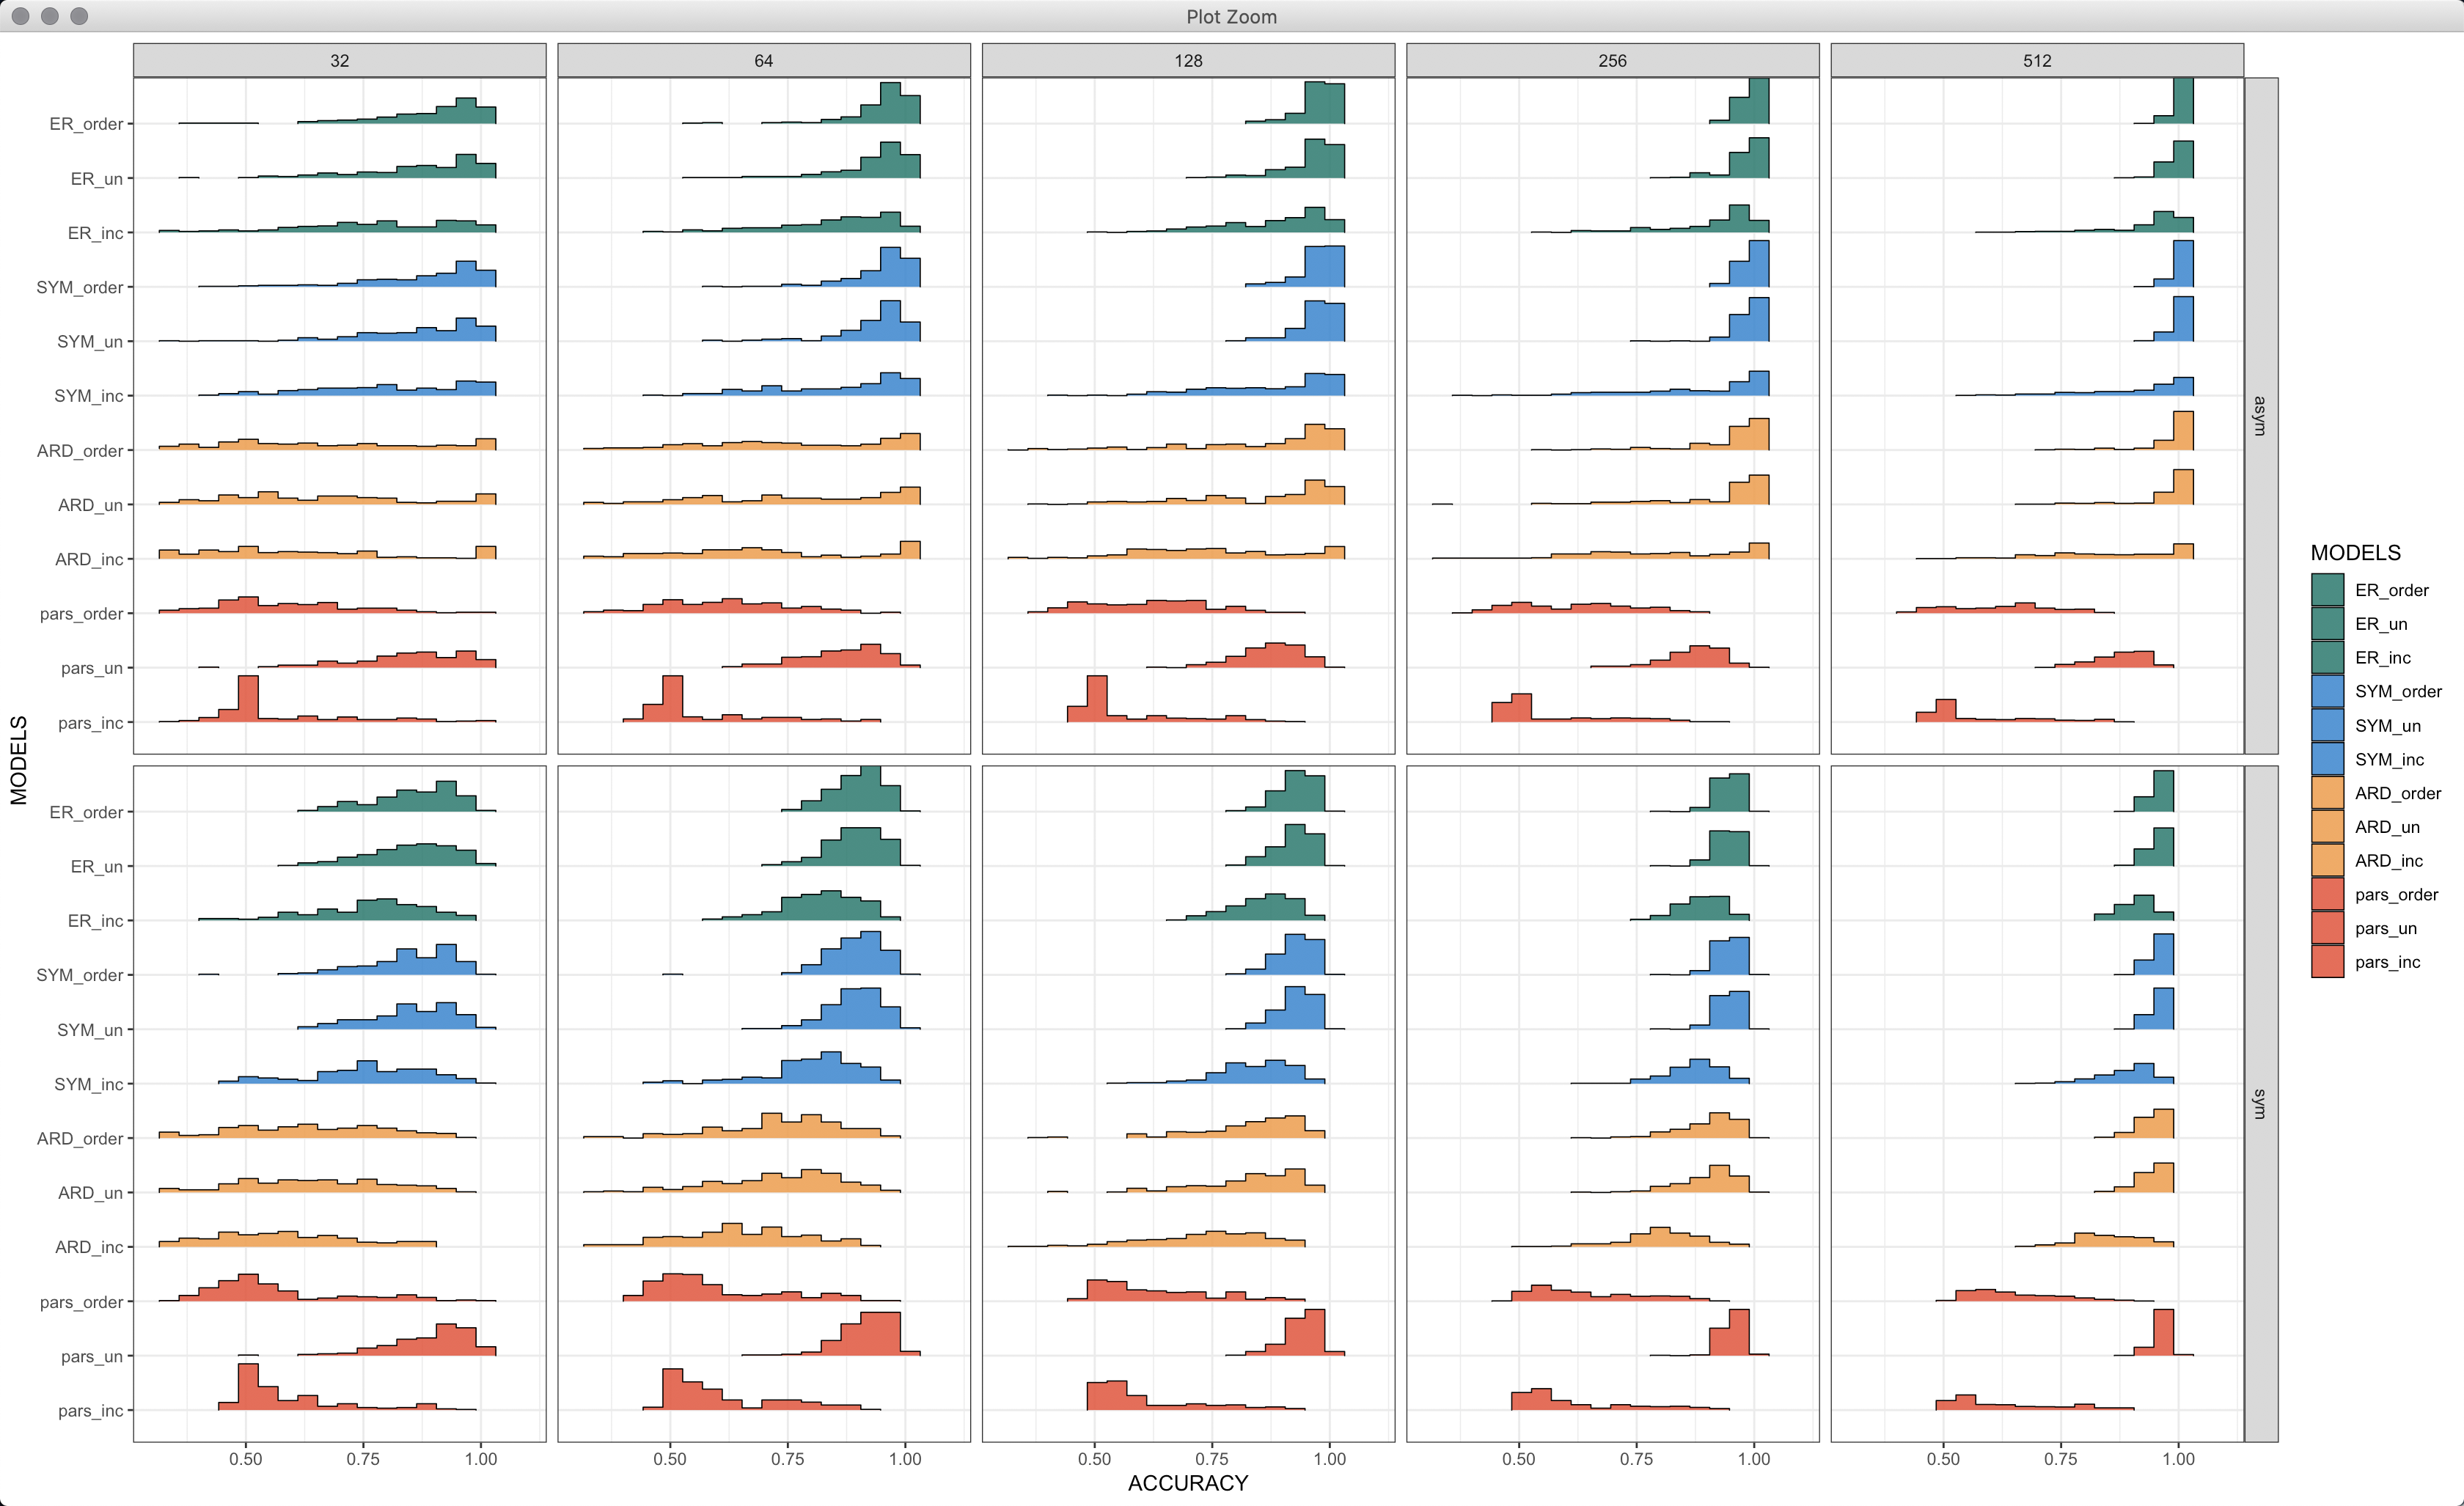 Plot Zoom
32 64 128 256 512
ER_order
ER_un
ER_inc
SYM_order
SYM_un
SYM_inc
ARD_order
ARD_un
ARD_inc
pars_order
pars_un
pars_inc
asym
MODELS
ER_order
ER_un
ER_inc
SYM_order
SYM_un
SYM_inc
ARD_order
ARD_un
ARD_inc
pars_order
pars_un
pars_inc
sym
0.50 0.75 1.00 0.50 0.75 1.00 0.50 0.75 1.00 0.50 0.75 1.00 0.50 0.75 1.00
ACCURACY
MODELS
ER_order
ER_un
ER_inc
SYM_order
SYM_un
SYM_inc
ARD_order
ARD_un
ARD_inc
pars_order
pars_un
pars_inc